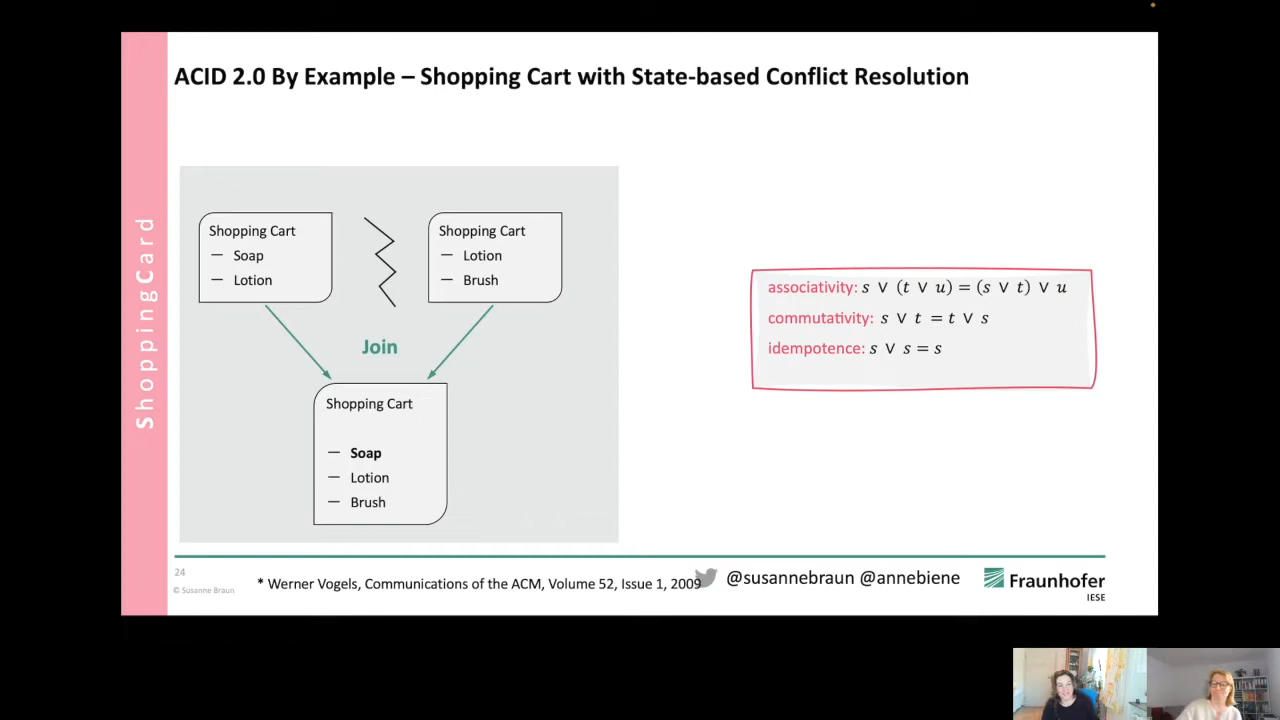 ACID 2.0 By Example – Shopping Cart with State-based Conflict Resolution
ShoppingCard
Shopping Cart
— Soap
— Lotion
Shopping Cart
— Lotion
— Brush
Join
Shopping Cart
— Soap
— Lotion
— Brush
associativity: s ∨ (t ∨ u) = (s ∨ t) ∨ u
commutativity: s ∨ t = t ∨ s
idempotence: s ∨ s = s
24
© Susanne Braun
* Werner Vogels, Communications of the ACM, Volume 52, Issue 1, 2009
@susannebraun @annebiene
Fraunhofer
IESE